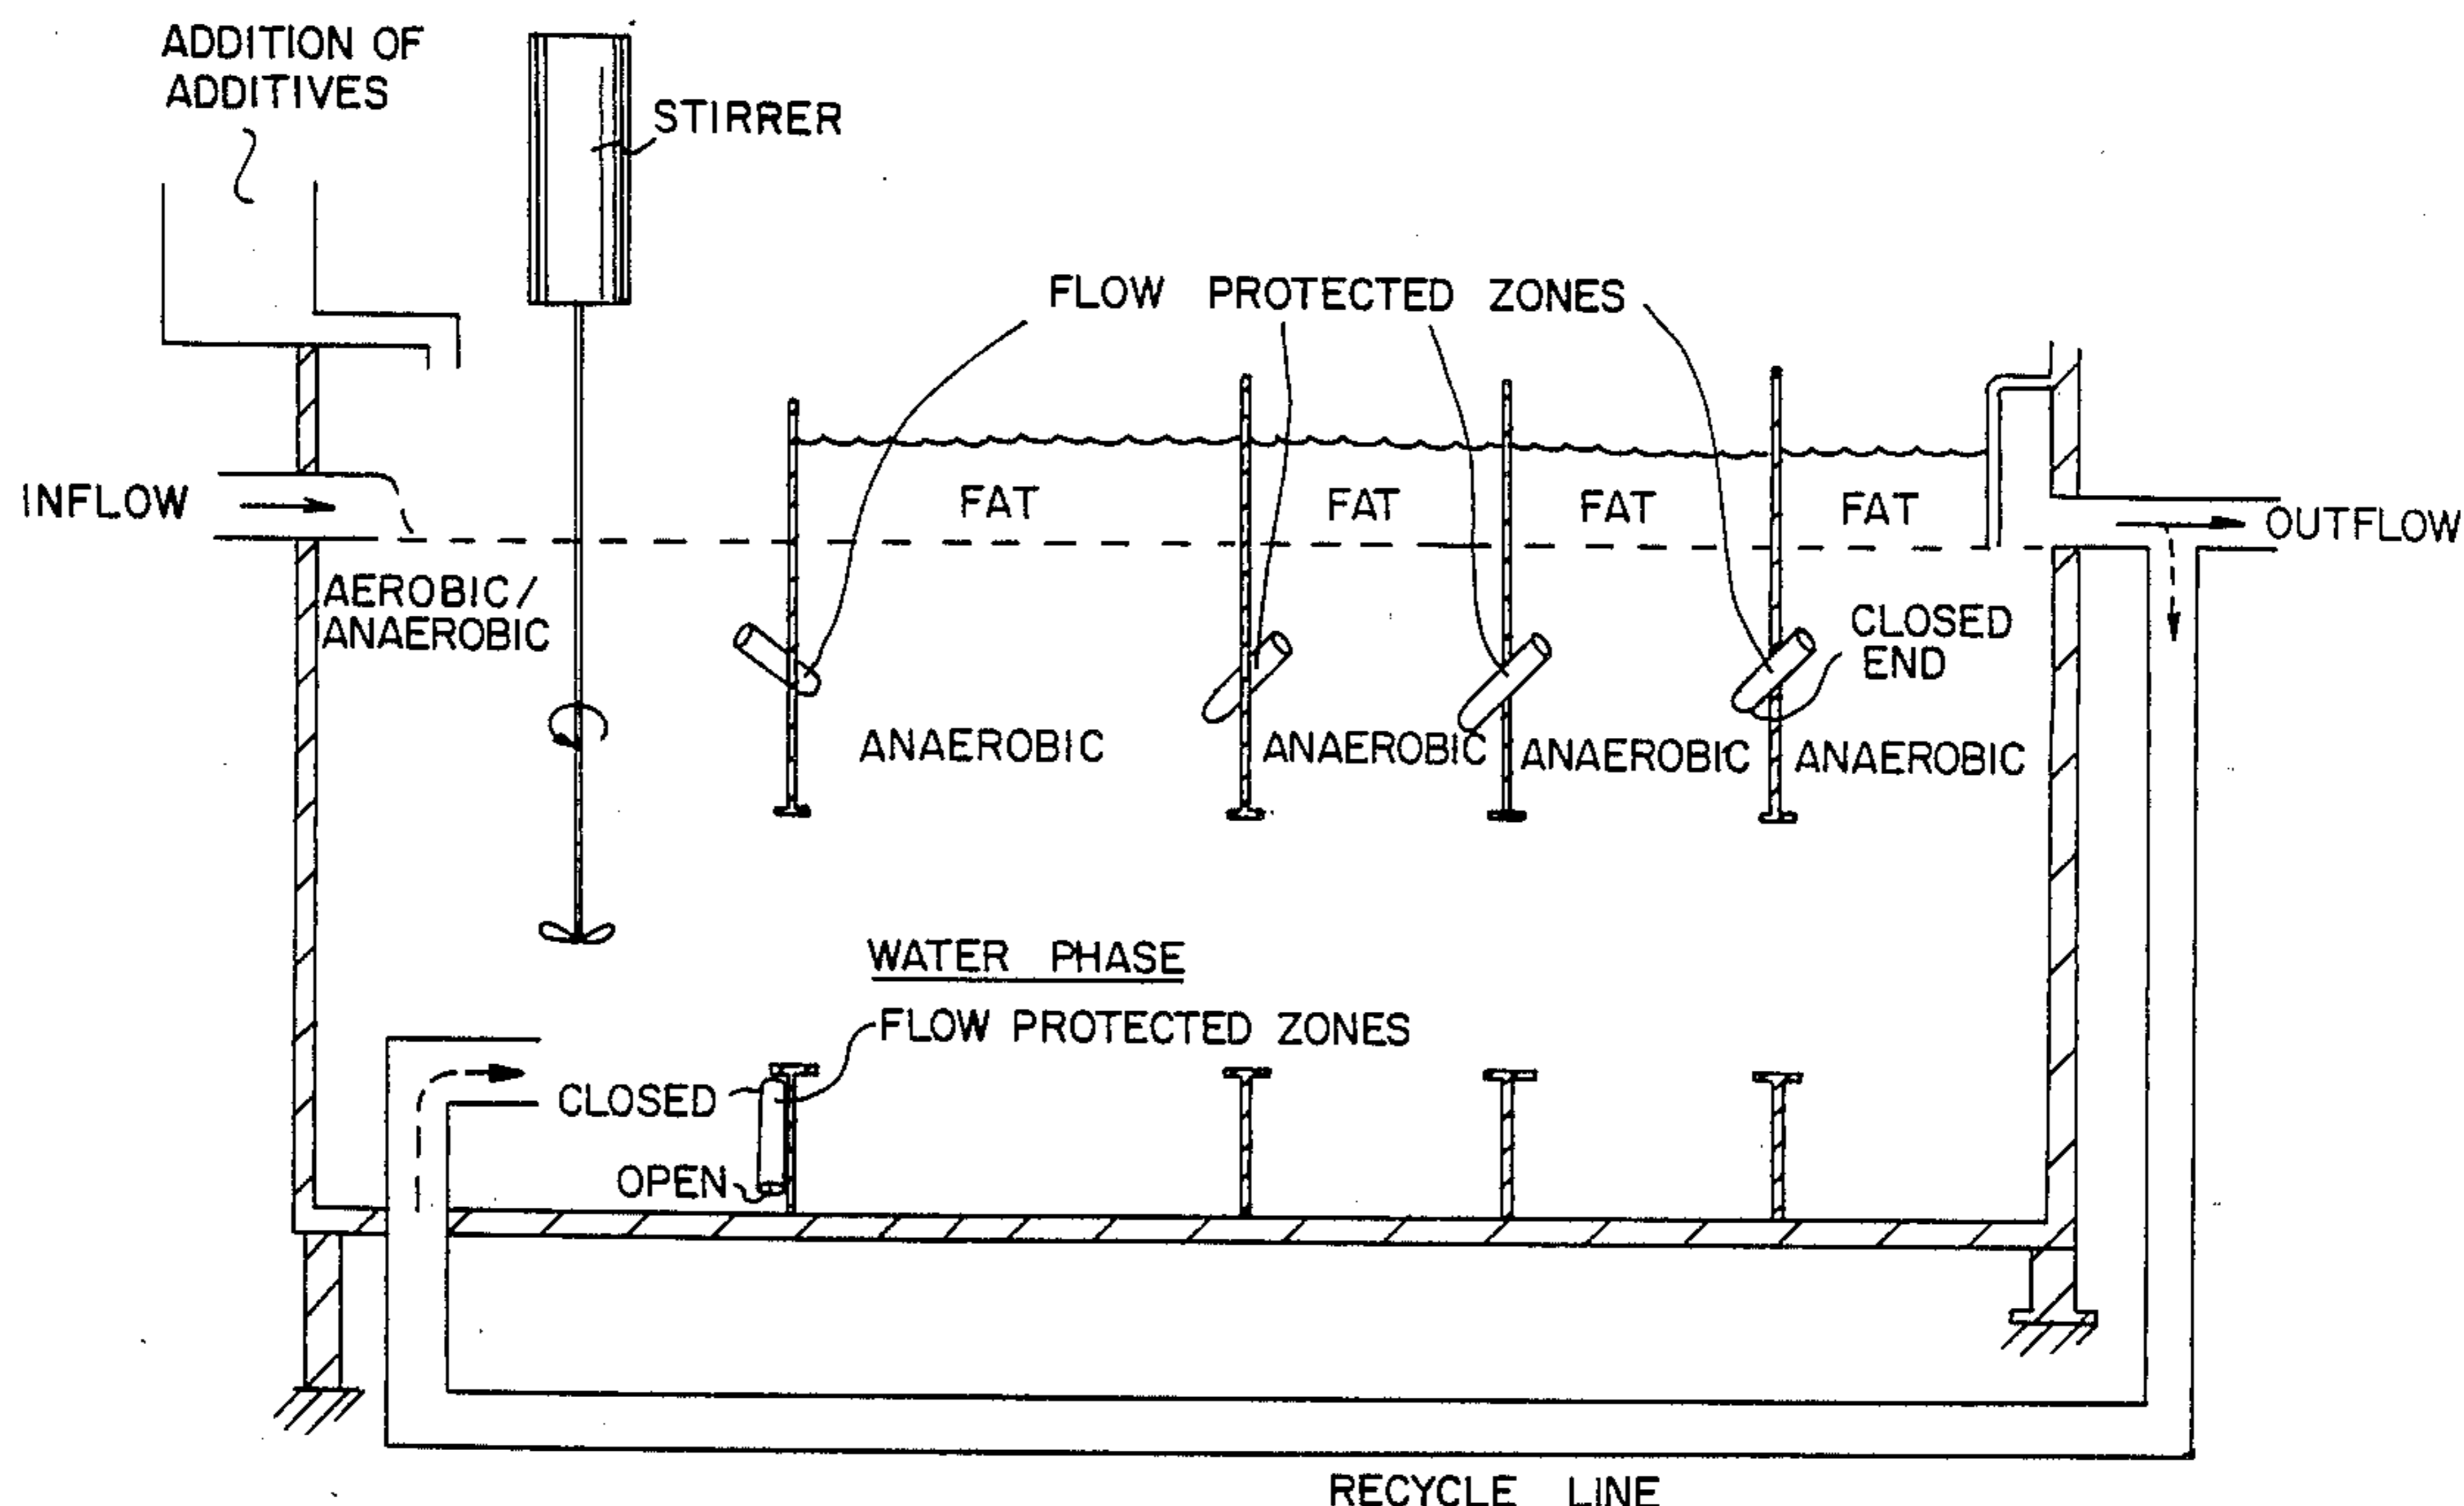 ADDITION OF
ADDITIVES
STIRRER
FLOW PROTECTED ZONES
INFLOW
FAT
FAT
FAT
FAT
OUTFLOW
AEROBIC/
ANAEROBIC
CLOSED
END
ANAEROBIC
ANAEROBIC
ANAEROBIC
ANAEROBIC
WATER PHASE
FLOW PROTECTED ZONES
CLOSED
OPEN
RECYCLE LINE